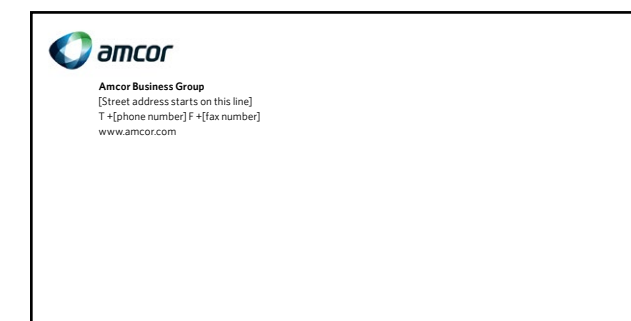 amcor
Amcor Business Group
[Street address starts on this line]
T +[phone number] F +[fax number]
www.amcor.com